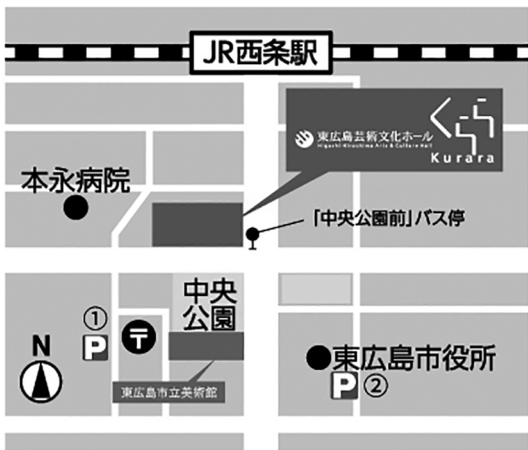 JR西条駅
東広島芸術文化ホール
Higashi-Hiroshima Arts & Culture Hall
くらら
Kurara
本永病院
「中央公園前」バス停
中央
公園
①
P
〒
N
東広島市立美術館
東広島市役所
P
②